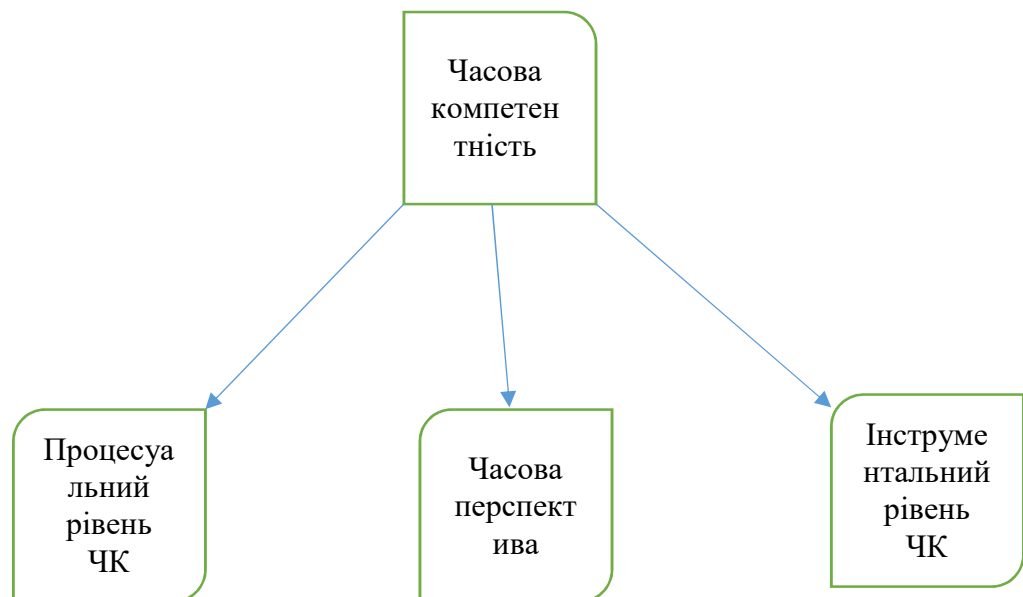 Часова
компетен
тність
Процесуа
льний
рівень
ЧК
Часова
перспект
ива
Інструме
нтальний
рівень
ЧК